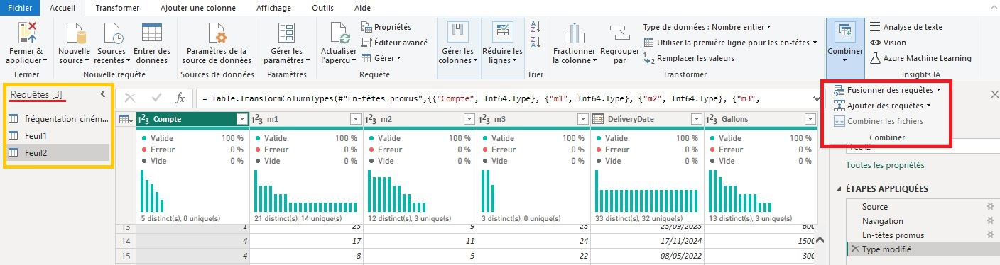 Fichier Accueil Transformer Ajouter une colonne Affichage Outils Aide
Fermer & appliquer
Fermer
Nouvelle source
Sources récentes
Entrer des données
Nouvelle requête
Paramètres de la source de données
Sources de données
Gérer les paramètres
Paramètres
Actualiser l'aperçu
Propriétés
Éditeur avancé
Gérer
Requête
Gérer les colonnes
Réduire les lignes
Trier
Fractionner la colonne
Regrouper par
Type de données : Nombre entier
Utiliser la première ligne pour les en-têtes
Remplacer les valeurs
Transformer
Combiner
Analyse de texte
Vision
Azure Machine Learning
Insights IA
Fusionner des requêtes
Ajouter des requêtes
Combiner les fichiers
Combiner
Requêtes [3]
fréquentation_ciném...
Feuil1
Feuil2
fx = Table.TransformColumnTypes(#"En-têtes promus",{{"Compte", Int64.Type}, {"m1", Int64.Type}, {"m2", Int64.Type}, {"m3",
1²3 Compte 1²3 m1 1²3 m2 1²3 m3 DeliveryDate 1²3 Gallons
Valide 100 % Valide 100 % Valide 100 % Valide 100 % Valide 100 % Valide 100 %
Erreur 0 % Erreur 0 % Erreur 0 % Erreur 0 % Erreur 0 % Erreur 0 %
Vide 0 % Vide 0 % Vide 0 % Vide 0 % Vide 0 % Vide 0 %
5 distinct(s), 0 unique(s) 21 distinct(s), 14 unique(s) 12 distinct(s), 3 unique(s) 3 distinct(s), 0 unique(s) 33 distinct(s), 32 unique(s) 13 distinct(s), 3 unique(s)
13 1 23 9 23 23/09/2023 600
14 4 17 11 24 17/11/2024 1500
15 4 8 5 22 08/05/2022 300
Toutes les propriétés
ÉTAPES APPLIQUÉES
Source
Navigation
En-têtes promus
Type modifié